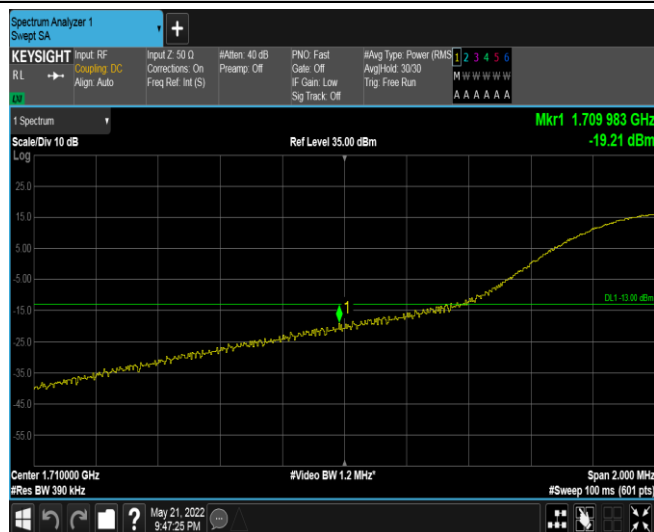 Spectrum Analyzer 1
Swept SA
KEYSIGHT
RL
LXI
Input: RF
Coupling: DC
Align: Auto
Input Z: 50 Ω
Corrections: On
Freq Ref: Int (S)
#Atten: 40 dB
Preamp: Off
PNO: Fast
Gate: Off
IF Gain: Low
Sig Track: Off
#Avg Type: Power (RMS
Avg|Hold: 30/30
Trig: Free Run
1 2 3 4 5 6
M W W W W W
A A A A A A
1 Spectrum
Mkr1 1.709 983 GHz
Scale/Div 10 dB
Ref Level 35.00 dBm
-19.21 dBm
Log
25.0
15.0
5.00
-5.00
DL1 -13.00 dBm
1
-15.0
-25.0
-35.0
-45.0
-55.0
Center 1.710000 GHz
#Video BW 1.2 MHz*
Span 2.000 MHz
#Res BW 390 kHz
#Sweep 100 ms (601 pts)
May 21, 2022
9:47:25 PM